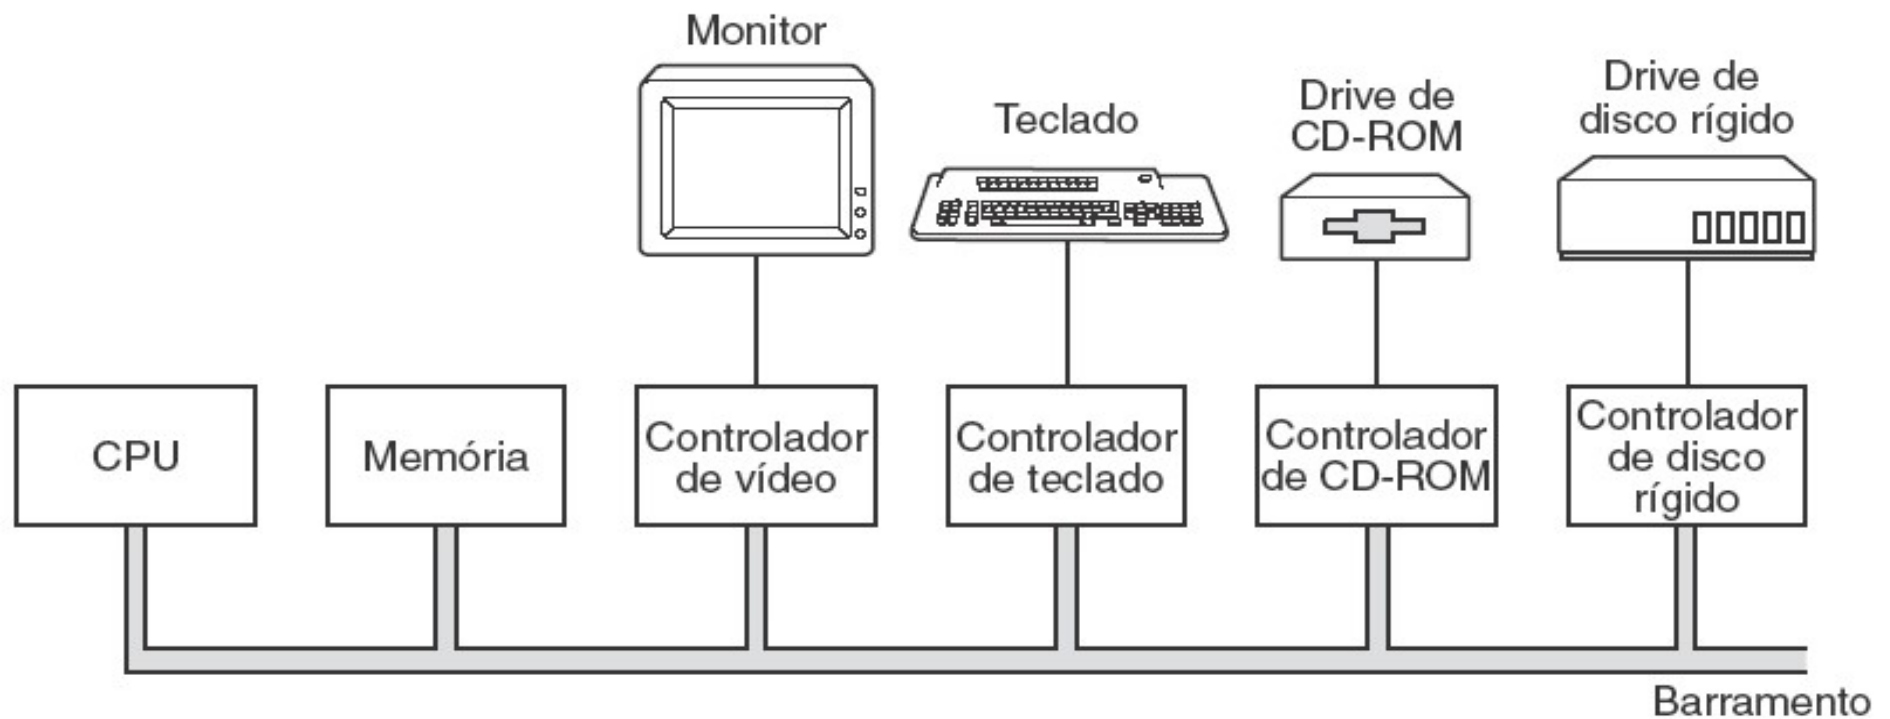 Monitor
Teclado
Drive de
CD-ROM
Drive de
disco rígido
CPU
Memória
Controlador
de vídeo
Controlador
de teclado
Controlador
de CD-ROM
Controlador
de disco
rígido
Barramento